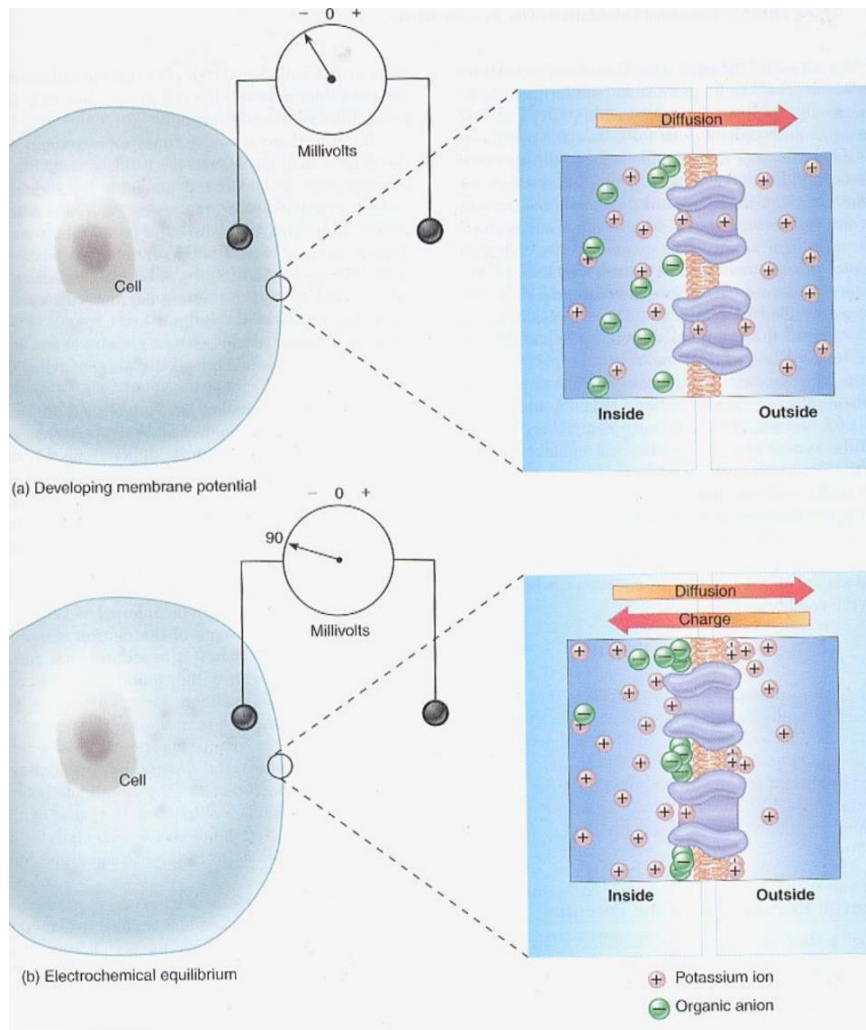 − 0 +
Millivolts
Cell
Diffusion
Inside
Outside
(a) Developing membrane potential
− 0 +
90
Millivolts
Cell
Diffusion
Charge
Inside
Outside
(b) Electrochemical equilibrium
+ Potassium ion
− Organic anion